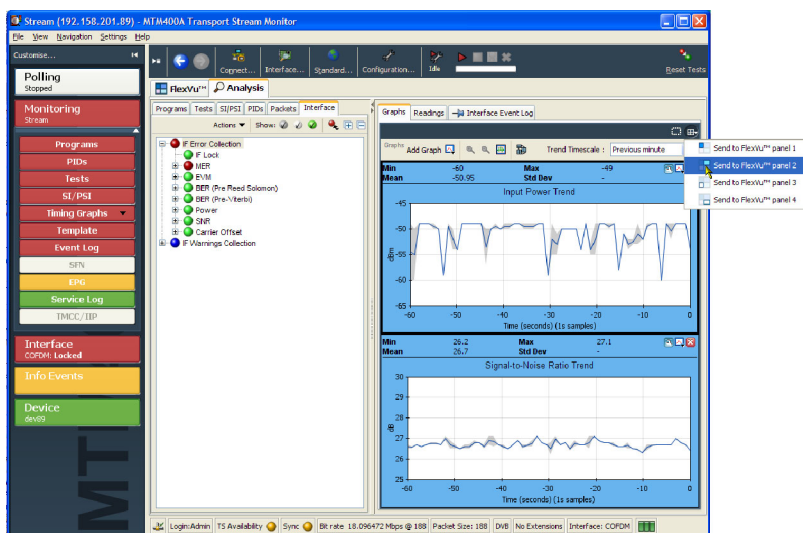 Stream (192.158.201.89) - MTM400A Transport Stream Monitor
File View Navigation Settings Help
Customise...
Connect... Interface... Standard... Configuration... Idle Reset Tests
Polling
Stopped
Monitoring
Stream
Programs
PIDs
Tests
SI/PSI
Timing Graphs
Template
Event Log
SFN
EPG
Service Log
TMCC/IIP
Interface
COFDM: Locked
Info Events
Device
dev89
MTM
FlexVu™ Analysis
Programs Tests SI/PSI PIDs Packets Interface
Actions Show:
IF Error Collection
IF Lock
MER
EVM
BER (Pre Reed Solomon)
BER (Pre-Viterbi)
Power
SNR
Carrier Offset
IF Warnings Collection
Graphs Readings Interface Event Log
Graphs Add Graph Trend Timescale : Previous minute
Send to FlexVu™ panel 1
Send to FlexVu™ panel 2
Send to FlexVu™ panel 3
Send to FlexVu™ panel 4
Min -60 Max -49
Mean -50.95 Std Dev -
Input Power Trend
-45
-50
-55
-60
-65
dBm
-60 -50 -40 -30 -20 -10 0
Time (seconds) (1s samples)
Min 26.2 Max 27.1
Mean 26.7 Std Dev -
Signal-to-Noise Ratio Trend
30
29
28
27
26
25
dB
-60 -50 -40 -30 -20 -10 0
Time (seconds) (1s samples)
Login:Admin TS Availability Sync Bit rate 18.096472 Mbps @ 188 Packet Size: 188 DVB No Extensions Interface: COFDM